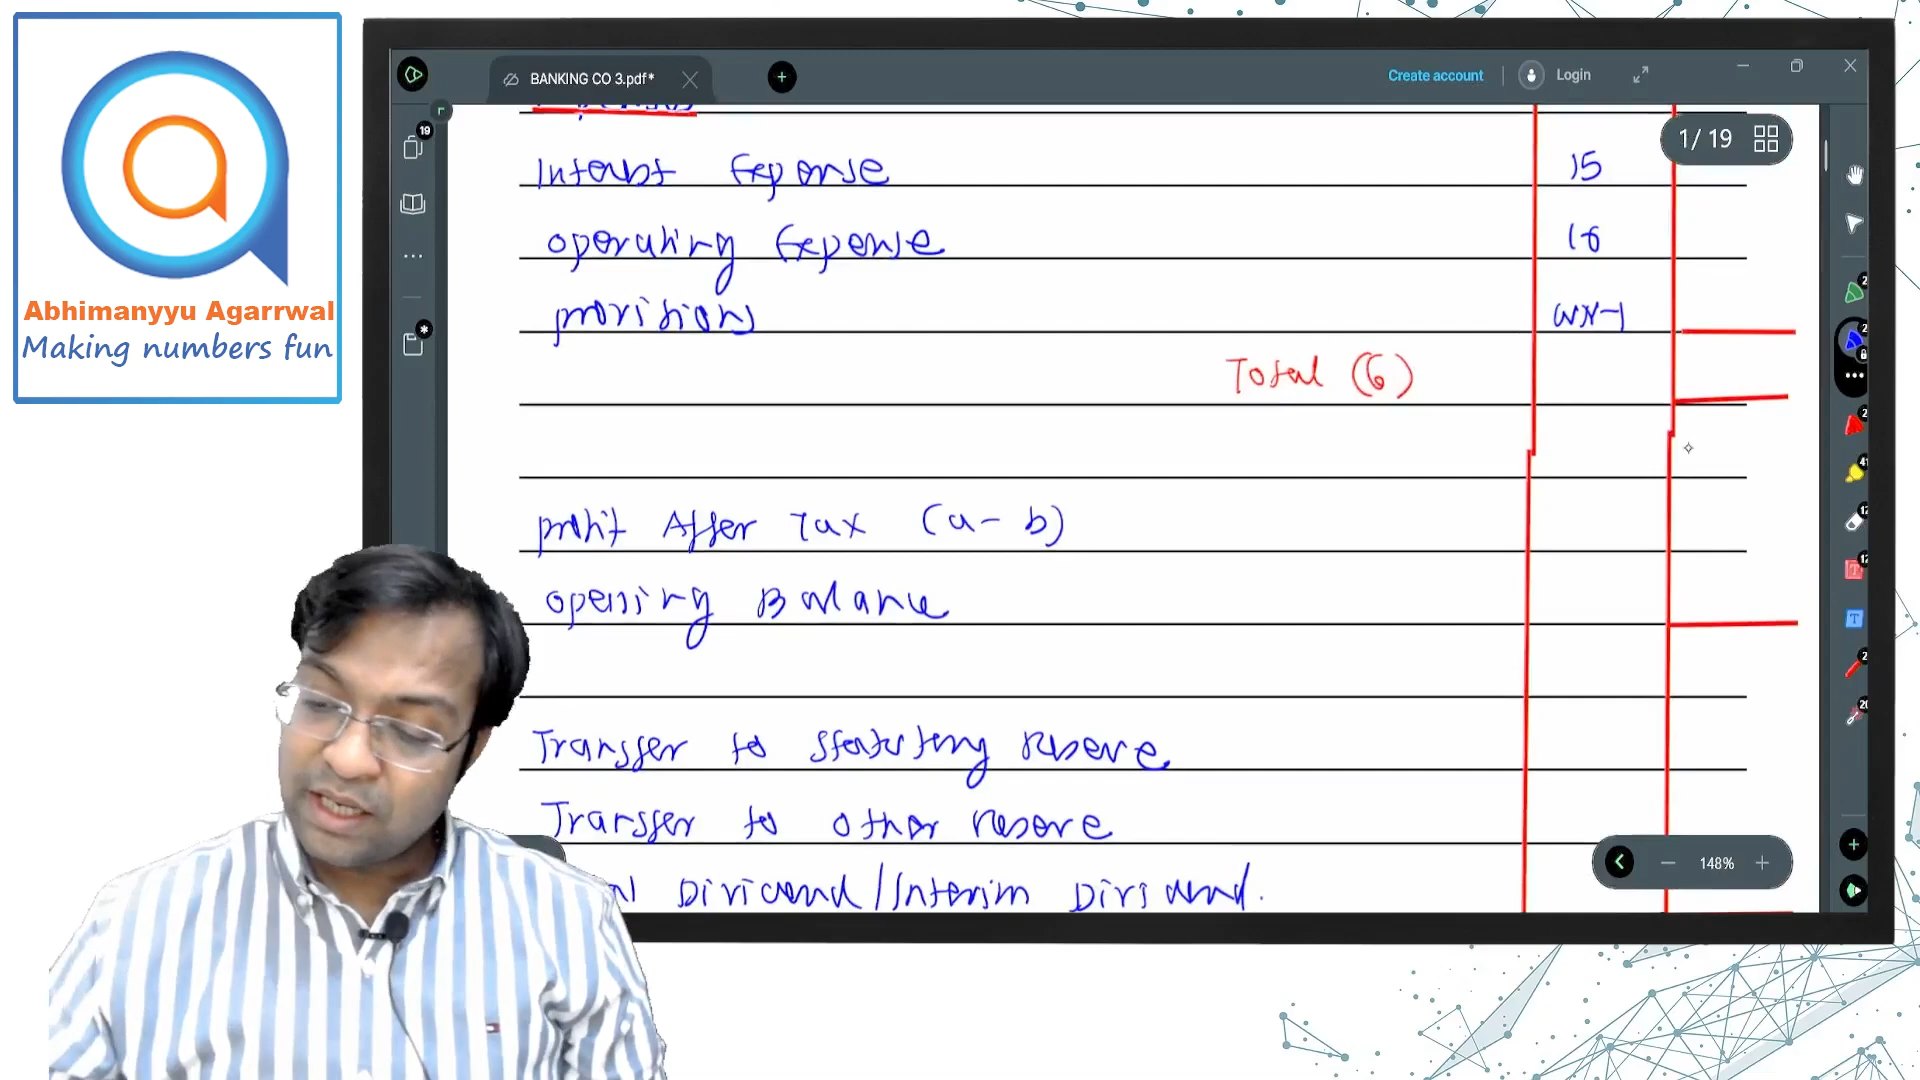 Abhimanyyu Agarrwal
Making numbers fun
BANKING CO 3.pdf*
Create account
Login
1/ 19
19
Interest Expense 15
operating Expense 16
provisions WN-1
Total (b)
profit After Tax (a - b)
opening Balance
Transfer to statutory reserve
Transfer to other reserve
Dividend/Interim Dividend.
148%